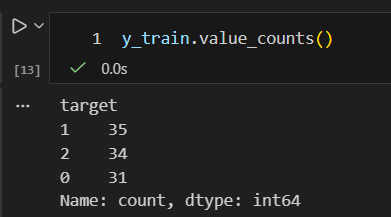 1 y_train.value_counts()
[13] 0.0s
... target
1 35
2 34
0 31
Name: count, dtype: int64